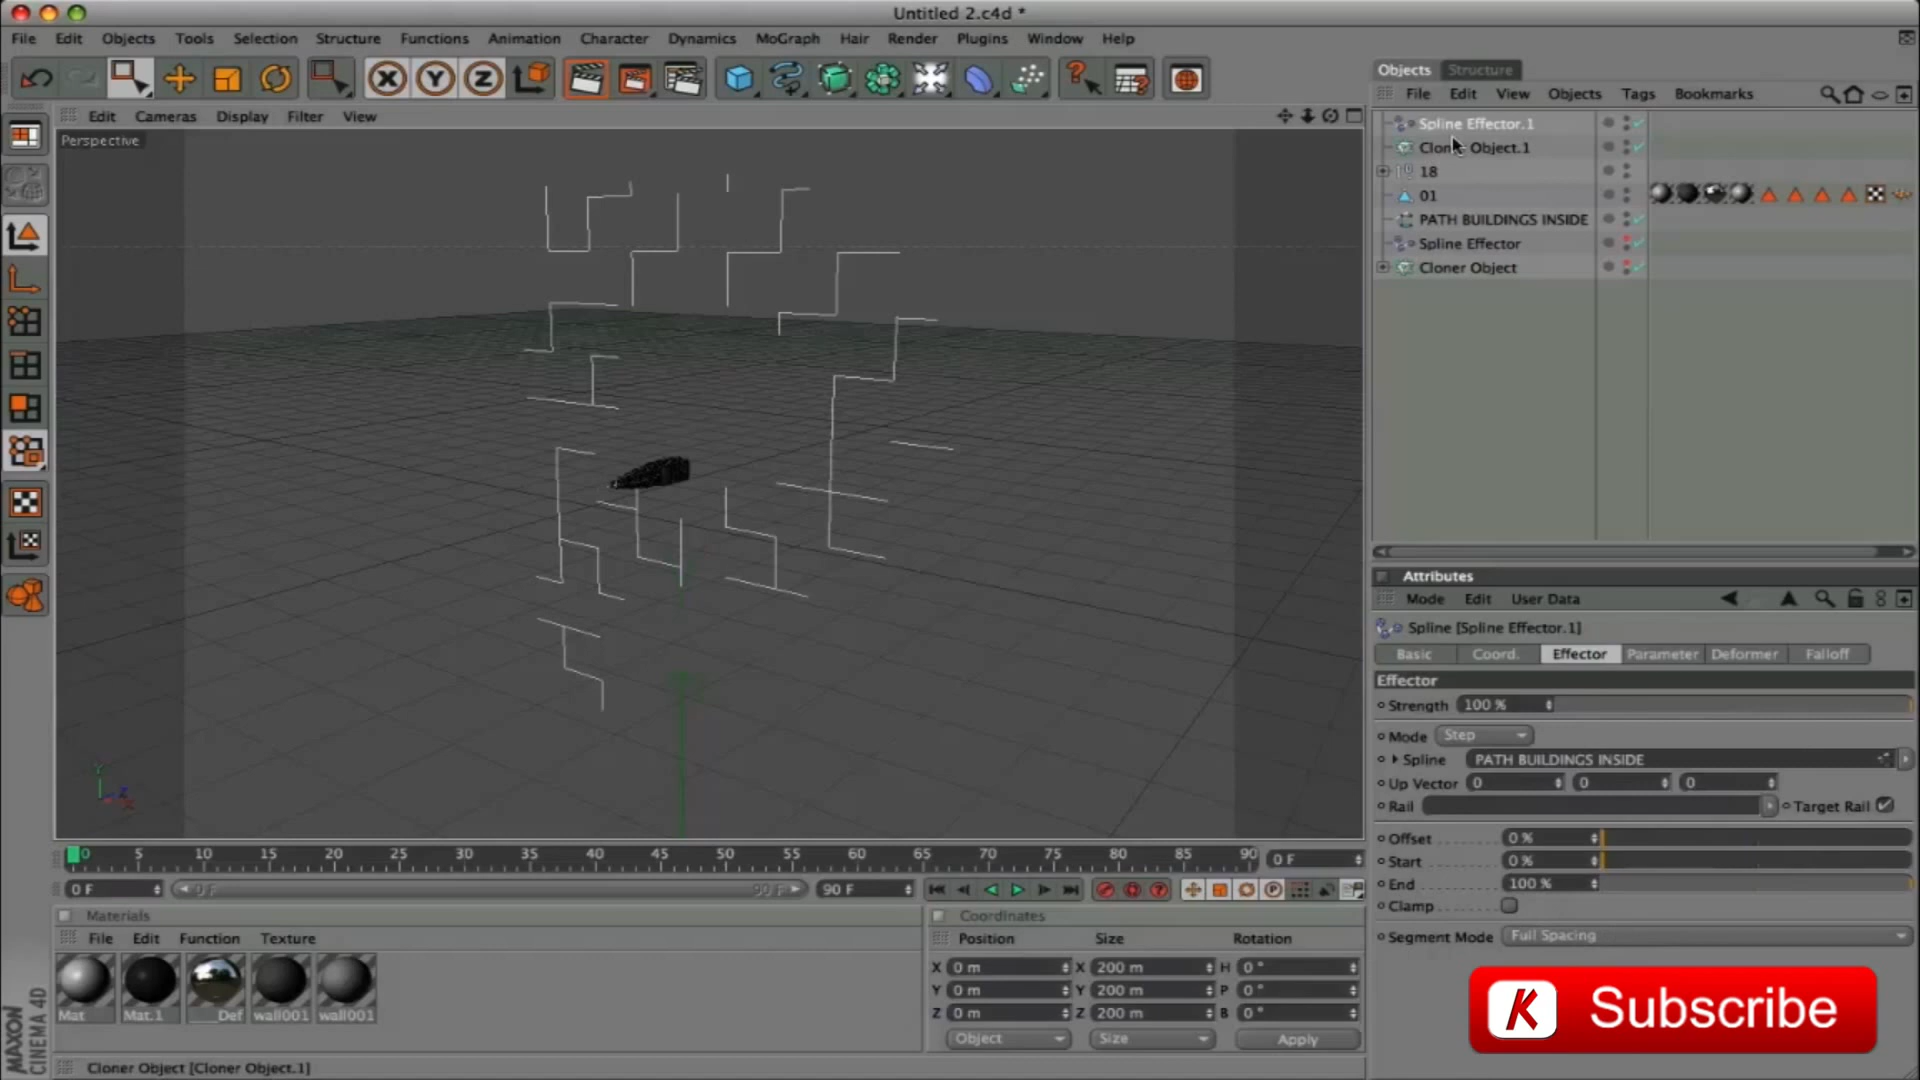 Untitled 2.c4d *
File Edit Objects Tools Selection Structure Functions Animation Character Dynamics MoGraph Hair Render Plugins Window Help
X Y Z
Objects Structure
File Edit View Objects Tags Bookmarks
Edit Cameras Display Filter View
Perspective
Spline Effector.1
Cloner Object.1
18
01
PATH BUILDINGS INSIDE
Spline Effector
Cloner Object
Attributes
Mode Edit User Data
Spline [Spline Effector.1]
Basic Coord. Effector Parameter Deformer Falloff
Effector
Strength 100 %
Mode Step
Spline PATH BUILDINGS INSIDE
Up Vector 0 0 0
Rail Target Rail
Offset 0 %
Start 0 %
End 100 %
Clamp
Segment Mode Full Spacing
0 5 10 15 20 25 30 35 40 45 50 55 60 65 70 75 80 85 90 0 F
0 F 0 F 90 F 90 F
Materials
File Edit Function Texture
Mat Mat.1 ___Def wall001 wall001
Coordinates
Position Size Rotation
X 0 m X 200 m H 0 °
Y 0 m Y 200 m P 0 °
Z 0 m Z 200 m B 0 °
Object Size Apply
MAXON
CINEMA 4D
Cloner Object [Cloner Object.1]
K Subscribe